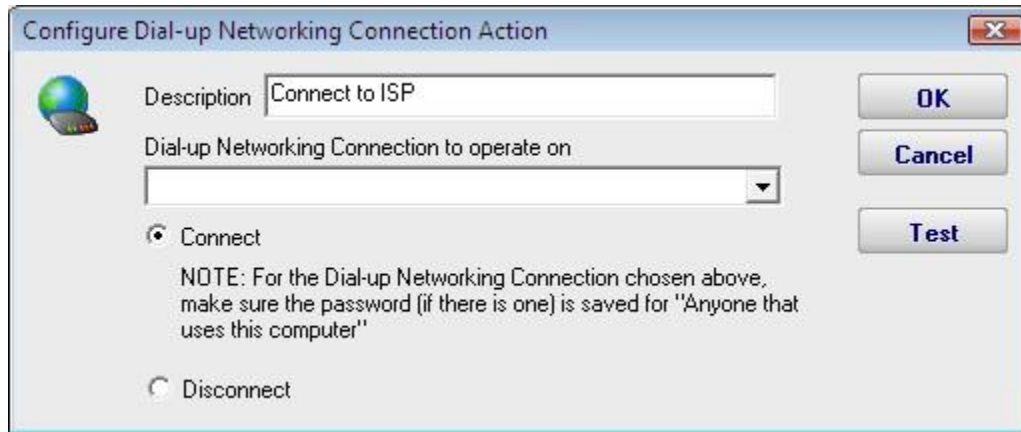 Configure Dial-up Networking Connection Action
Description Connect to ISP
OK
Dial-up Networking Connection to operate on
Cancel
Connect
Test
NOTE: For the Dial-up Networking Connection chosen above,
make sure the password (if there is one) is saved for "Anyone that
uses this computer"
Disconnect